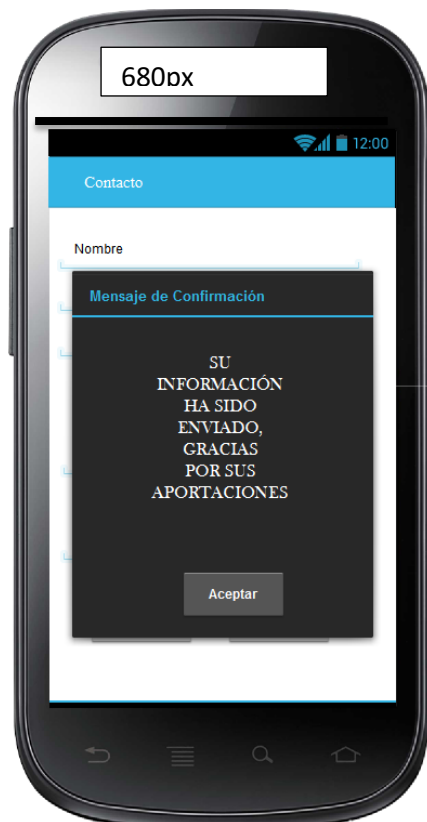 680px
12:00
Contacto
Nombre
Mensaje de Confirmación
SU
INFORMACIÓN
HA SIDO
ENVIADO,
GRACIAS
POR SUS
APORTACIONES
Aceptar